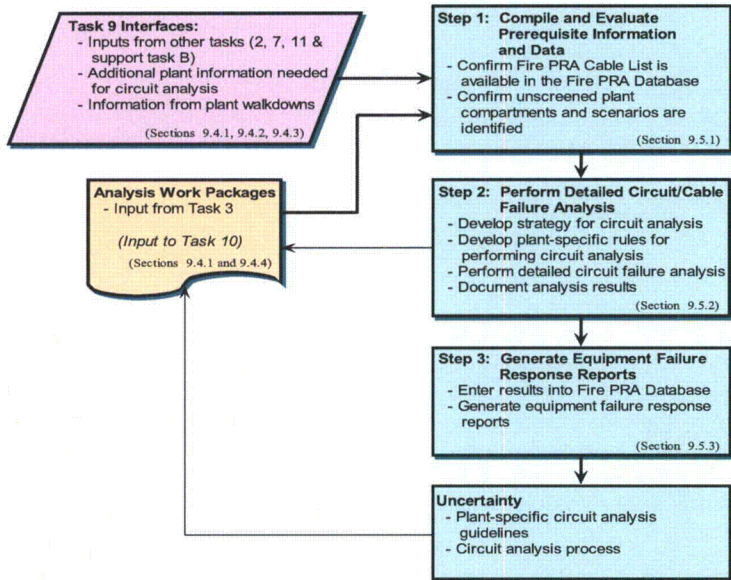 Task 9 Interfaces:
- Inputs from other tasks (2, 7, 11 &
support task B)
- Additional plant information needed
for circuit analysis
- Information from plant walkdowns
(Sections 9.4.1, 9.4.2, 9.4.3)
Step 1: Compile and Evaluate
Prerequisite Information
and Data
- Confirm Fire PRA Cable List is
available in the Fire PRA Database
- Confirm unscreened plant
compartments and scenarios are
identified
(Section 9.5.1)
Analysis Work Packages
- Input from Task 3
(Input to Task 10)
(Sections 9.4.1 and 9.4.4)
Step 2: Perform Detailed Circuit/Cable
Failure Analysis
- Develop strategy for circuit analysis
- Develop plant-specific rules for
performing circuit analysis
- Perform detailed circuit failure analysis
- Document analysis results
(Section 9.5.2)
Step 3: Generate Equipment Failure
Response Reports
- Enter results into Fire PRA Database
- Generate equipment failure response
reports
(Section 9.5.3)
Uncertainty
- Plant-specific circuit analysis
guidelines
- Circuit analysis process